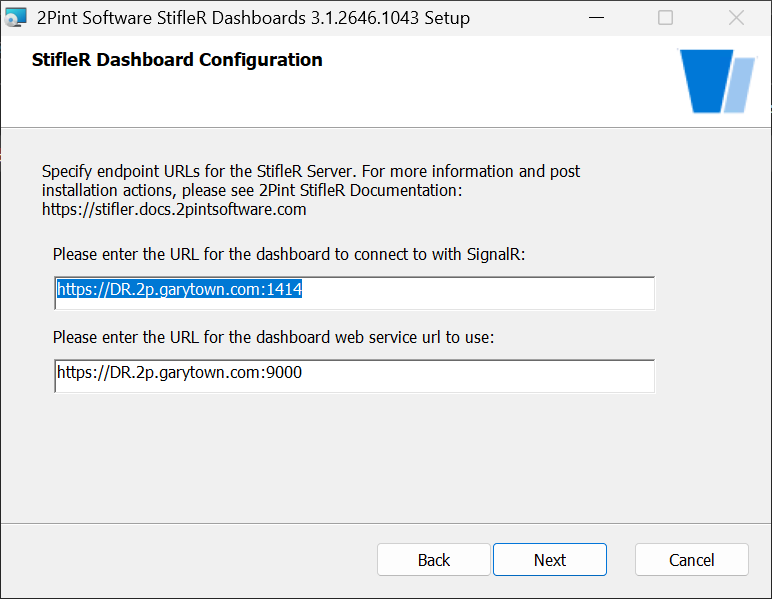 2Pint Software StifleR Dashboards 3.1.2646.1043 Setup
StifleR Dashboard Configuration
Specify endpoint URLs for the StifleR Server. For more information and post
installation actions, please see 2Pint StifleR Documentation:
https://stifler.docs.2pintsoftware.com
Please enter the URL for the dashboard to connect to with SignalR:
https://DR.2p.garytown.com:1414
Please enter the URL for the dashboard web service url to use:
https://DR.2p.garytown.com:9000
Back Next Cancel